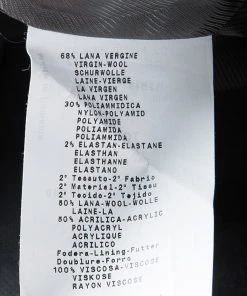 68% LANA VERGINE
VIRGIN-WOOL
SCHURWOLLE
LAINE-VIERGE
LA VIRGEN
LANA VIRGEN
30% POLIAMMIDICA
NYLON-POLYAMID
POLYAMIDE
POLIAMMIDA
POLIAMIDA
2% ELASTAN-ELASTANE
ELASTHAN
ELASTHANNE
ELASTANO
2° Tessuto-2° Fabric
2° Material-2° Tissu
2° Tecido-2° Tejido
50% LANA-WOOL-WOLLE
LAINE-LA
50% ACRILICA-ACRYLIC
POLYACRYL
ACRYLIQUE
ACRILICO
Fodera-Lining-Futter
Doublure-Forro
100% VISCOSA-VISCOSE
VISKOSE
RAYON VISCOSE